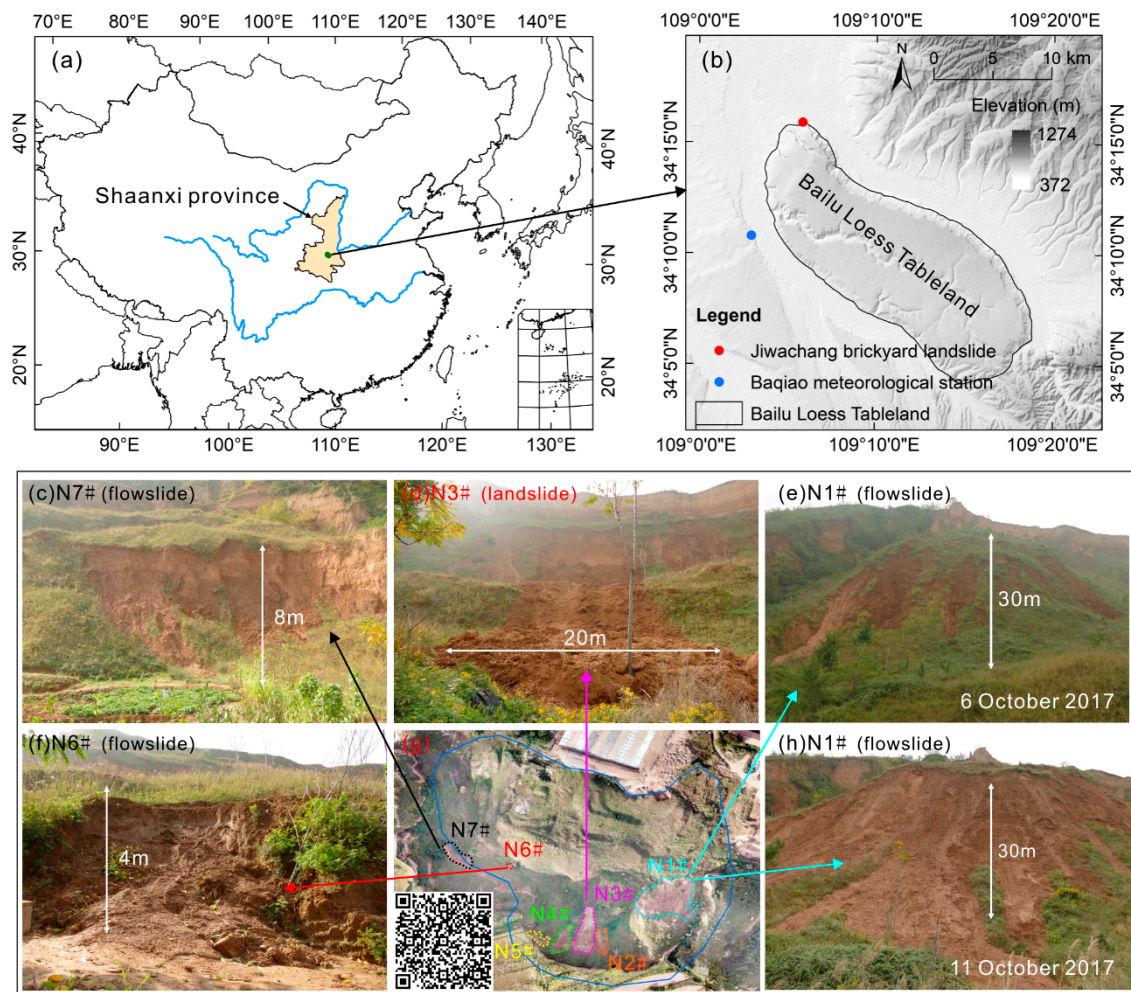 70°E 80°E 90°E 100°E 110°E 120°E 130°E 140°E
(a)
40°N
30°N
20°N
40°N
30°N
20°N
Shaanxi province
90°E 100°E 110°E 120°E 130°E
109°0'0"E 109°10'0"E 109°20'0"E
(b)
N
0 5 10 km
Elevation (m)
1274
372
34°15'0"N
34°10'0"N
34°5'0"N
34°15'0"N
34°10'0"N
34°5'0"N
Bailu Loess Tableland
Legend
Jiwachang brickyard landslide
Baqiao meteorological station
Bailu Loess Tableland
109°0'0"E 109°10'0"E 109°20'0"E
(c)N7# (flowslide)
8m
(d)N3# (landslide)
20m
(e)N1# (flowslide)
30m
6 October 2017
(f)N6# (flowslide)
4m
(g)
N7#
N6#
N1#
N3#
N4#
N5#
N2#
(h)N1# (flowslide)
30m
11 October 2017